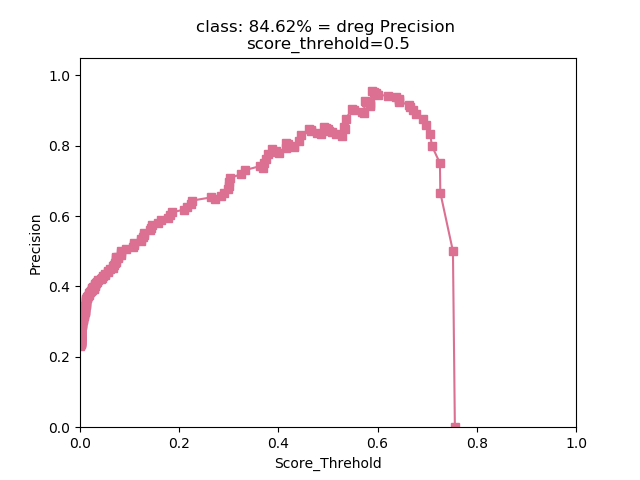 class: 84.62% = dreg Precision
score_threhold=0.5
1.0
0.8
0.6
0.4
0.2
0.0
Precision
0.0 0.2 0.4 0.6 0.8 1.0
Score_Threhold